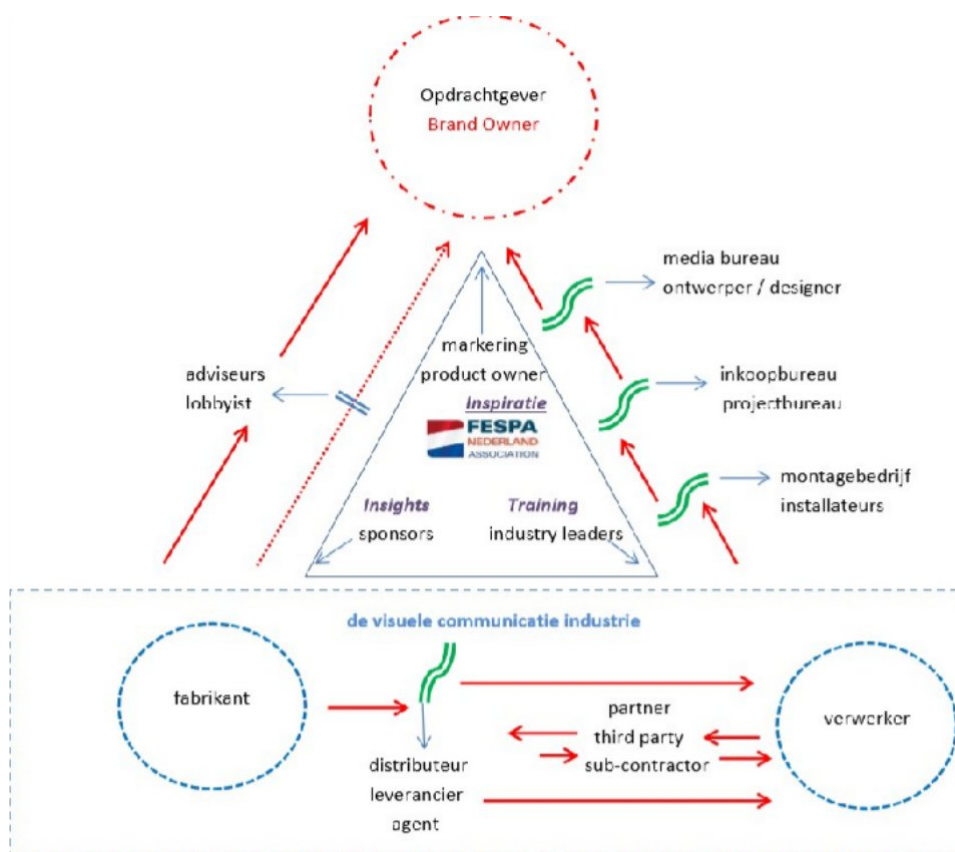 Opdrachtgever
Brand Owner
media bureau
ontwerper / designer
markering
product owner
adviseurs
lobbyist
inkoopbureau
projectbureau
Inspiratie
FESPA
NEDERLAND
ASSOCIATION
montagebedrijf
installateurs
Insights
sponsors
Training
industry leaders
de visuele communicatie industrie
fabrikant
partner
third party
sub-contractor
verwerker
distributeur
leverancier
agent